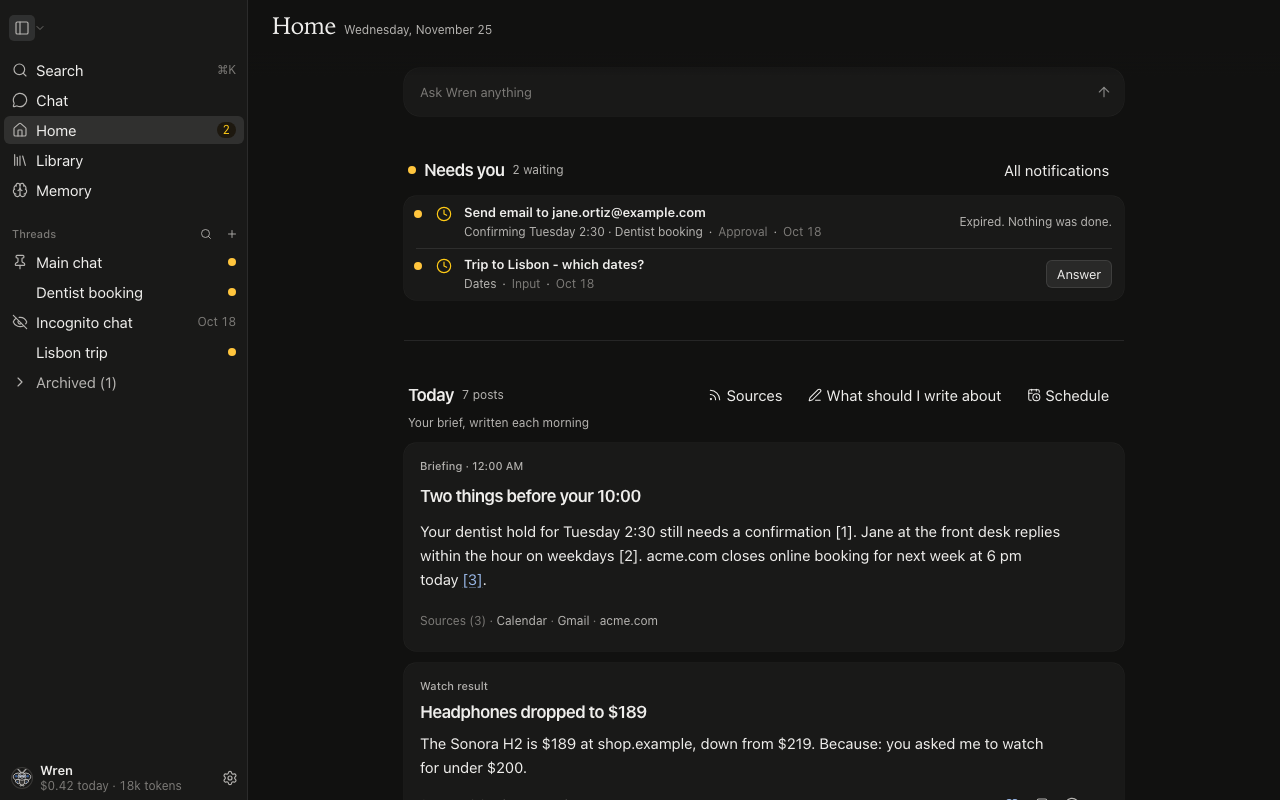 Search ⌘K
Chat
Home 2
Library
Memory
Threads
Main chat
Dentist booking
Incognito chat Oct 18
Lisbon trip
Archived (1)
Wren
$0.42 today · 18k tokens
Home Wednesday, November 25
Ask Wren anything
Needs you 2 waiting All notifications
Send email to jane.ortiz@example.com
Confirming Tuesday 2:30 · Dentist booking · Approval · Oct 18
Expired. Nothing was done.
Trip to Lisbon - which dates?
Dates · Input · Oct 18
Answer
Today 7 posts Sources What should I write about Schedule
Your brief, written each morning
Briefing · 12:00 AM
Two things before your 10:00
Your dentist hold for Tuesday 2:30 still needs a confirmation [1]. Jane at the front desk replies
within the hour on weekdays [2]. acme.com closes online booking for next week at 6 pm
today [3].
Sources (3) · Calendar · Gmail · acme.com
Watch result
Headphones dropped to $189
The Sonora H2 is $189 at shop.example, down from $219. Because: you asked me to watch
for under $200.